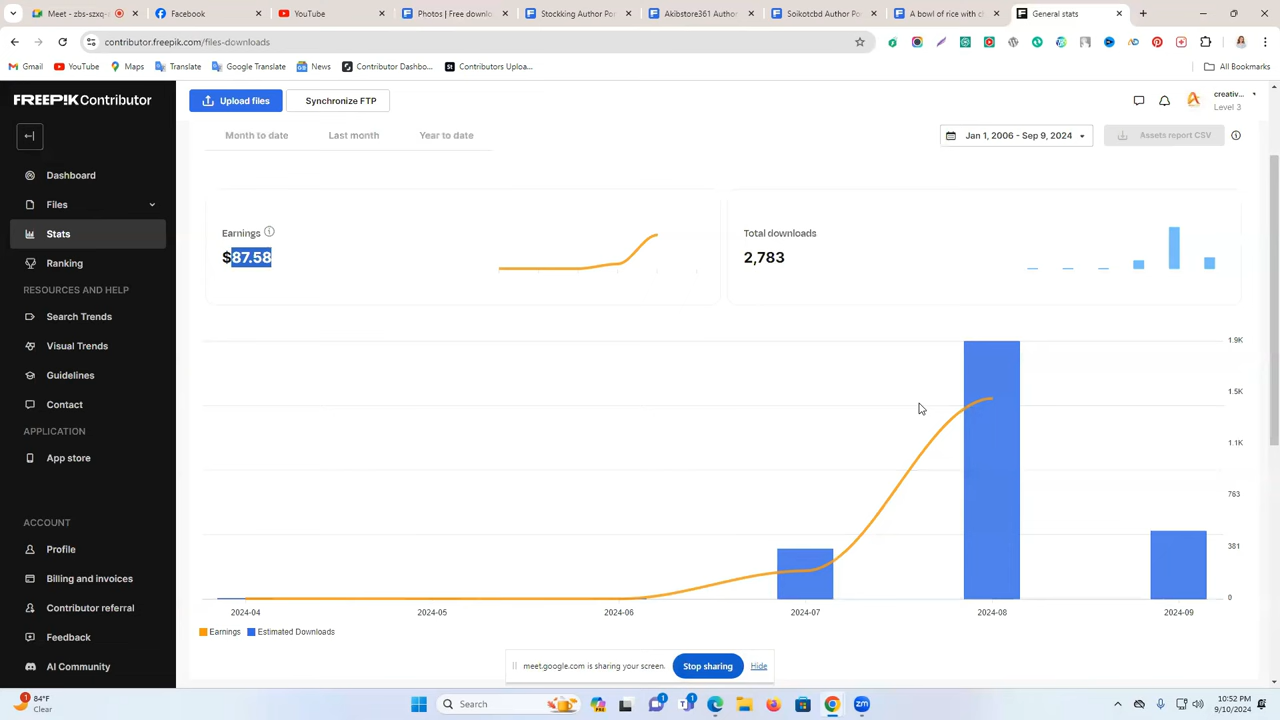 Meet - zbs-szxq-
Facebook
YouTube
Photo of Free downlo
Stockking Author Po
Akibstore23's Author
Soikotcbd Author Po
A bowl of rice with c
General stats
contributor.freepik.com/files-downloads
Gmail
YouTube
Maps
Translate
Google Translate
News
Contributor Dashbo...
Contributors Uploa...
All Bookmarks
FREEPIK Contributor
Upload files
Synchronize FTP
creativ...
Level 3
Month to date
Last month
Year to date
Jan 1, 2006 - Sep 9, 2024
Assets report CSV
Dashboard
Files
Stats
Ranking
RESOURCES AND HELP
Search Trends
Visual Trends
Guidelines
Contact
APPLICATION
App store
ACCOUNT
Profile
Billing and invoices
Contributor referral
Feedback
AI Community
Earnings
$87.58
Total downloads
2,783
1.9K
1.5K
1.1K
763
381
0
2024-04
2024-05
2024-06
2024-07
2024-08
2024-09
Earnings
Estimated Downloads
meet.google.com is sharing your screen.
Stop sharing
Hide
84°F
Clear
Search
10:52 PM
9/10/2024